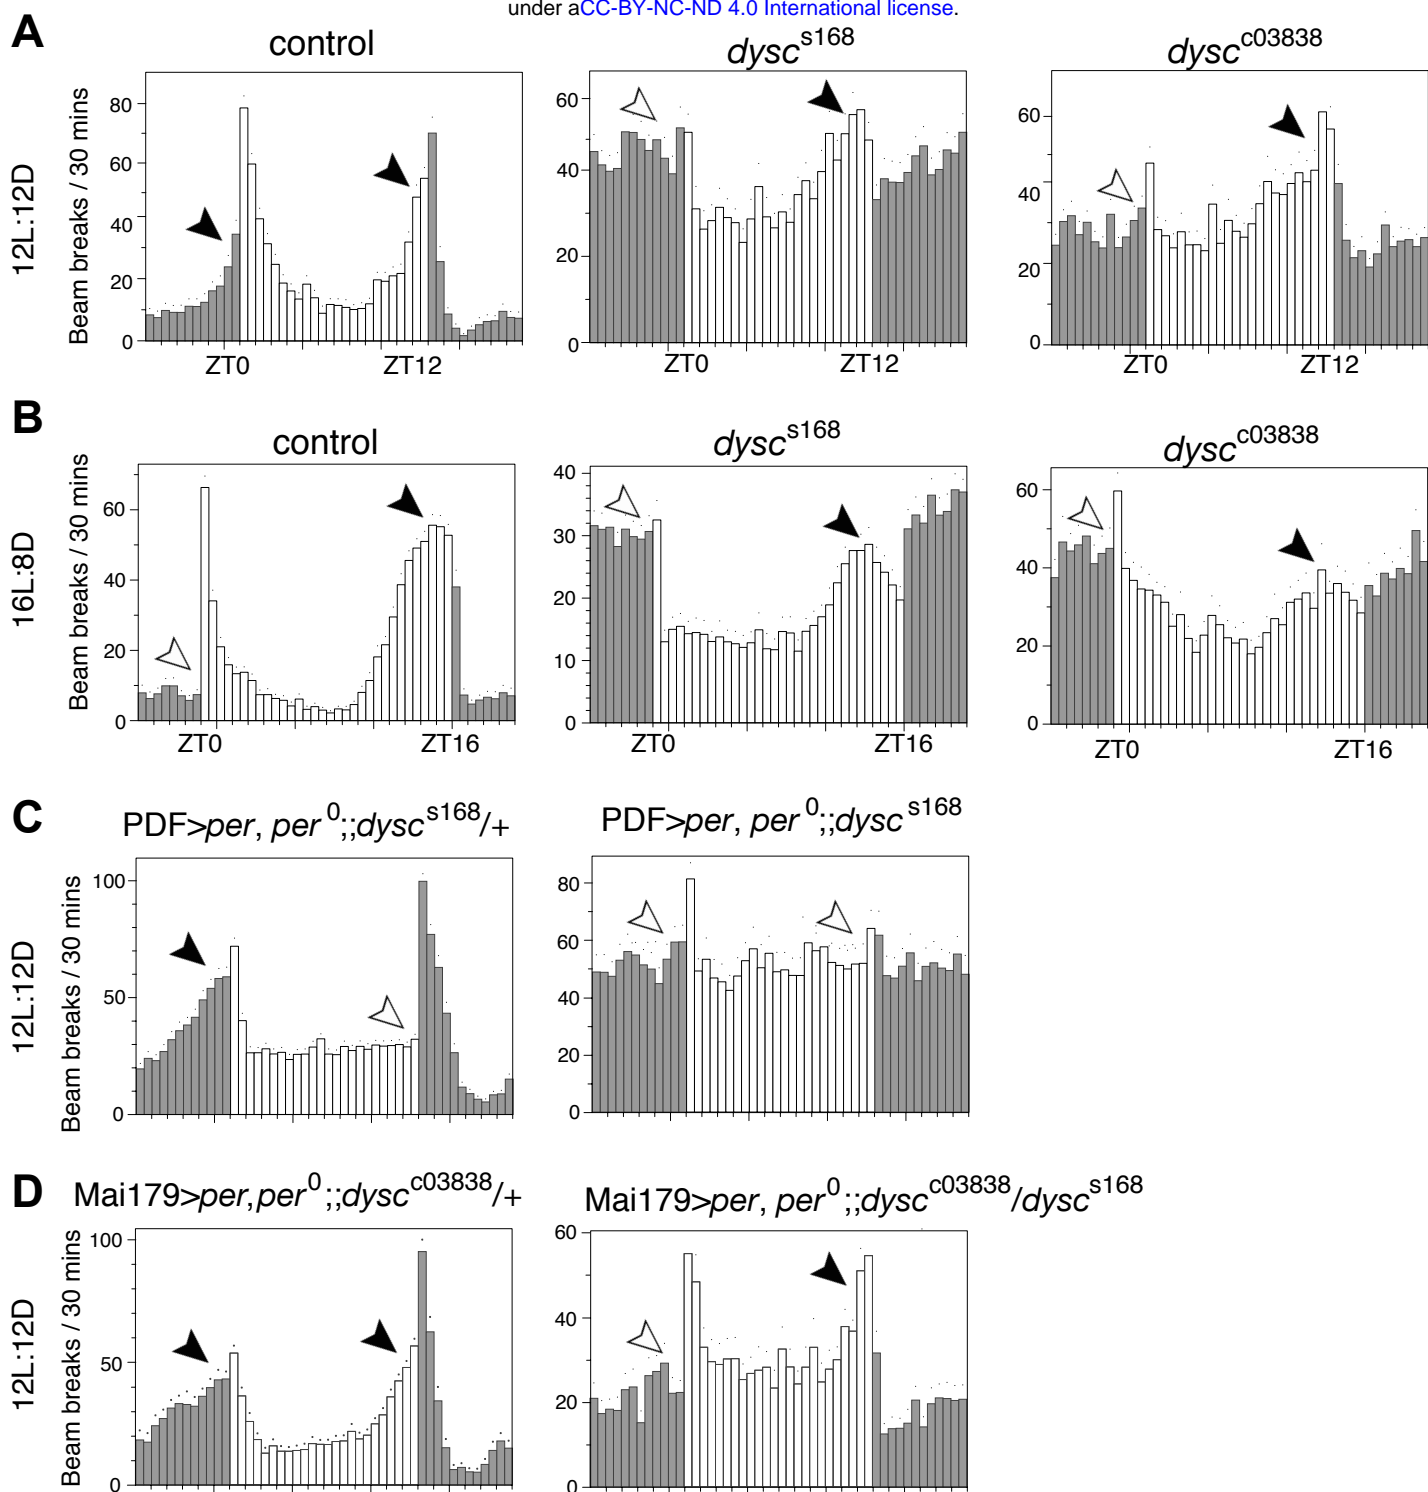 under aCC-BY-NC-ND 4.0 International license.
A
control
dysc^s168
dysc^c03838
12L:12D
Beam breaks / 30 mins
80
60
40
20
0
ZT0
ZT12
60
40
20
0
ZT0
ZT12
60
40
20
0
ZT0
ZT12
B
control
dysc^s168
dysc^c03838
16L:8D
Beam breaks / 30 mins
60
40
20
0
ZT0
ZT16
40
30
20
10
0
ZT0
ZT16
60
40
20
0
ZT0
ZT16
C
PDF>per, per^0;;dysc^s168/+
PDF>per, per^0;;dysc^s168
12L:12D
Beam breaks / 30 mins
100
50
0
80
60
40
20
0
D
Mai179>per,per^0;;dysc^c03838/+
Mai179>per, per^0;;dysc^c03838/dysc^s168
12L:12D
Beam breaks / 30 mins
100
50
0
60
40
20
0